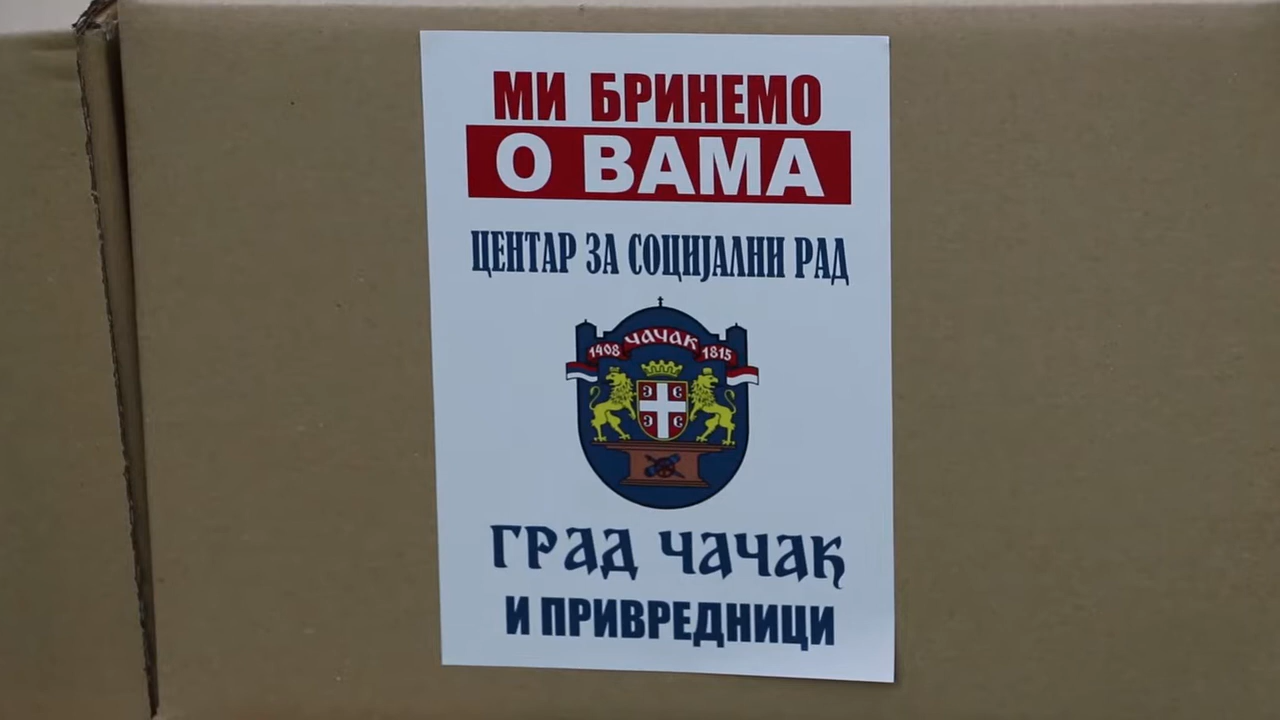 МИ БРИНЕМО
О ВАМА
ЦЕНТАР ЗА СОЦИЈАЛНИ РАД
ЧАЧАК
1408 1815
ГРАД ЧАЧАК
И ПРИВРЕДНИЦИ